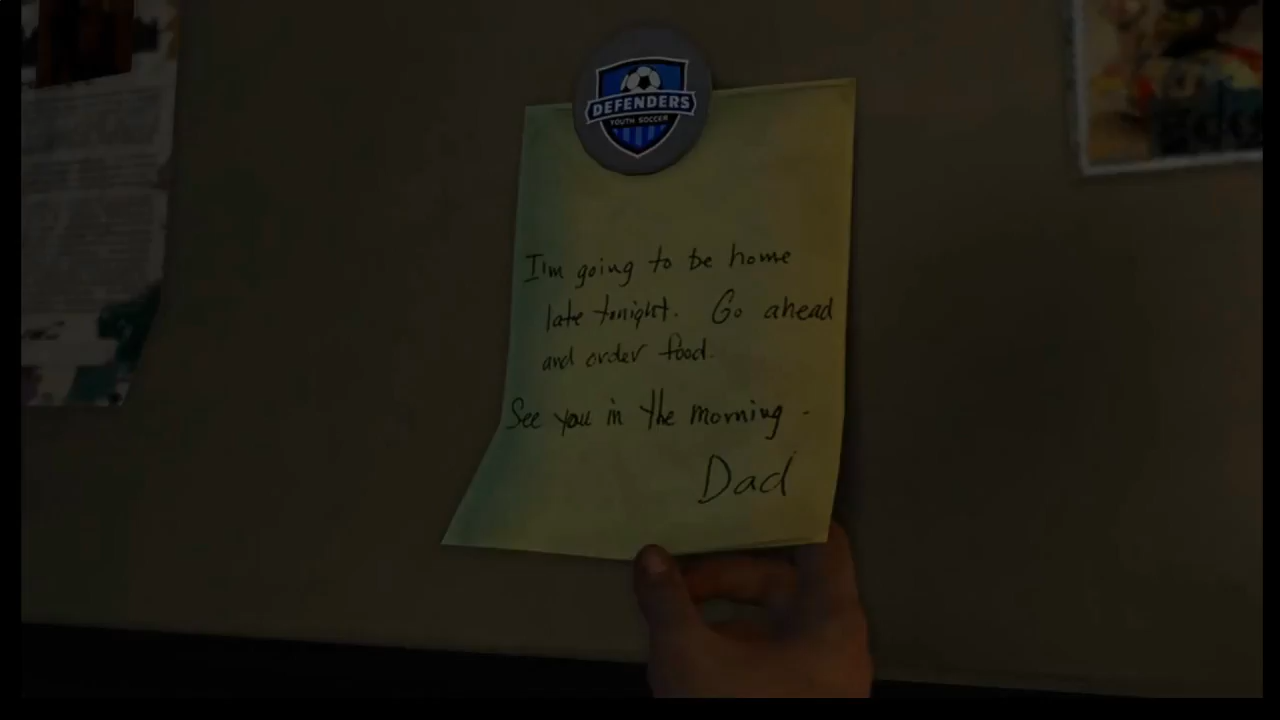 DEFENDERS
YOUTH SOCCER
I'm going to be home
late tonight. Go ahead
and order food.
See you in the morning -
Dad